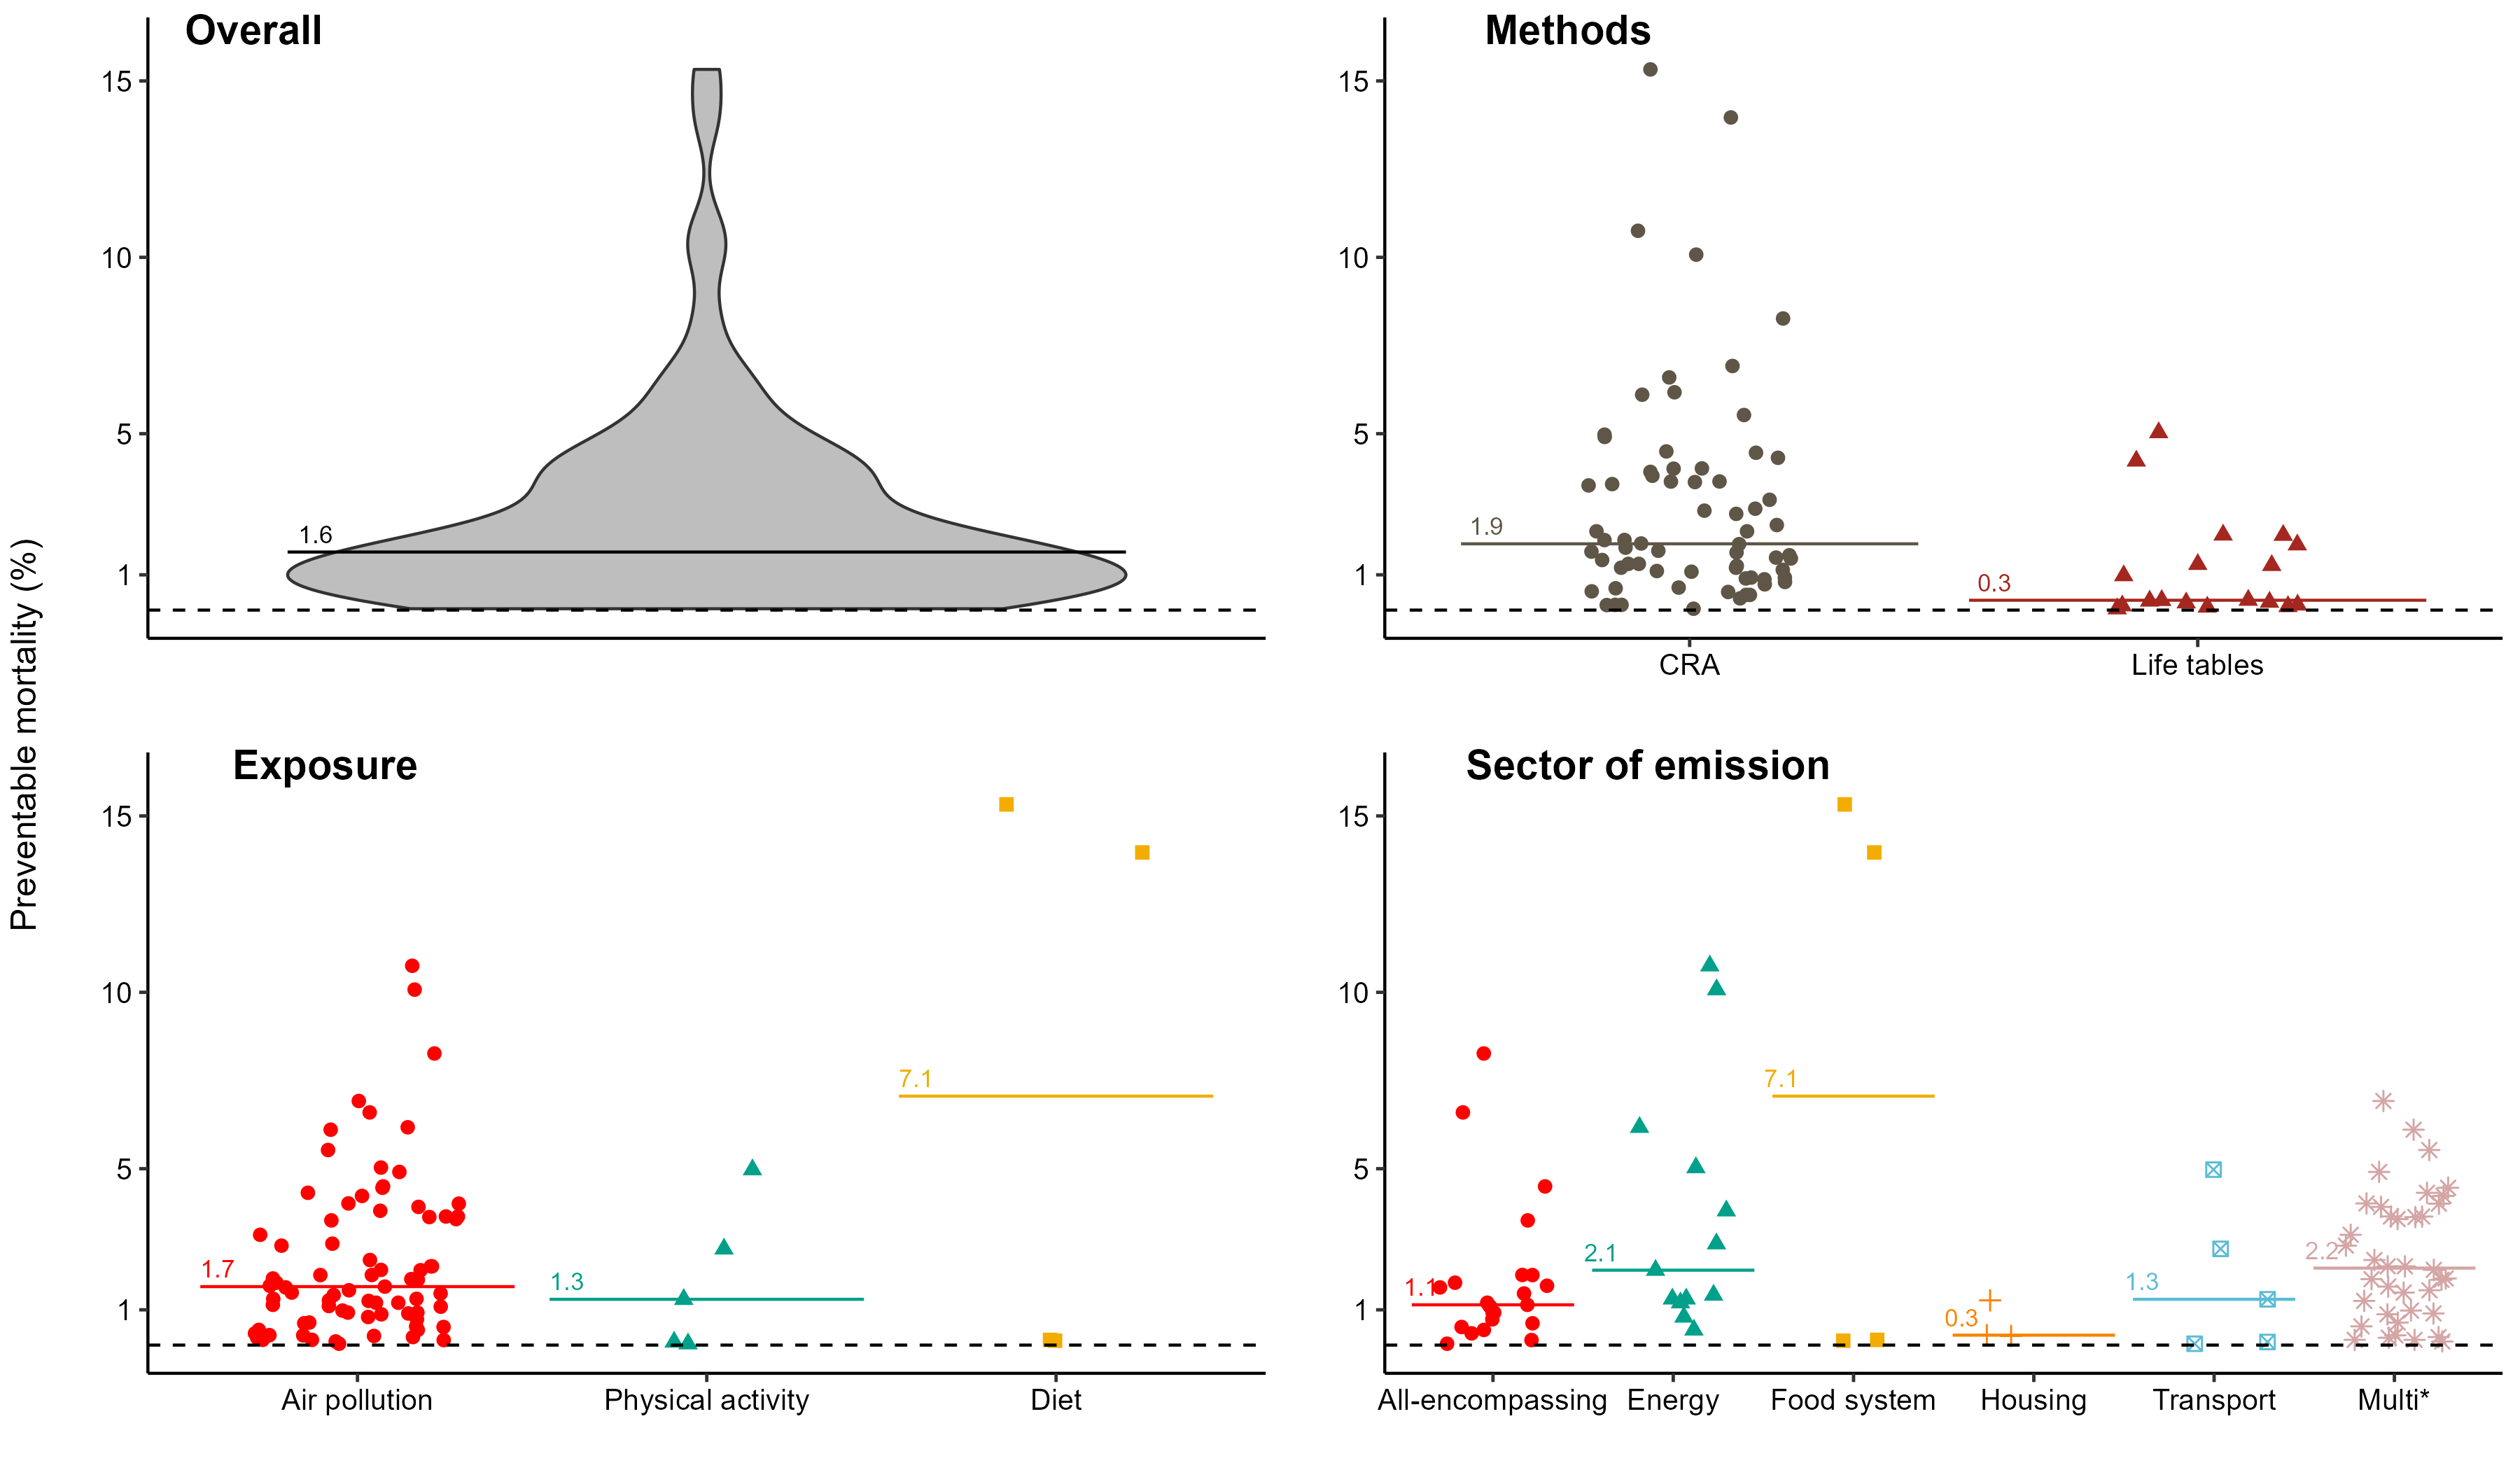 Preventable mortality (%)
Overall
15
10
5
1
1.6
Methods
15
10
5
1
1.9
0.3
CRA
Life tables
Exposure
15
10
5
1
1.7
1.3
7.1
Air pollution
Physical activity
Diet
Sector of emission
15
10
5
1
1.1
2.1
7.1
0.3
1.3
2.2
All-encompassing
Energy
Food system
Housing
Transport
Multi*